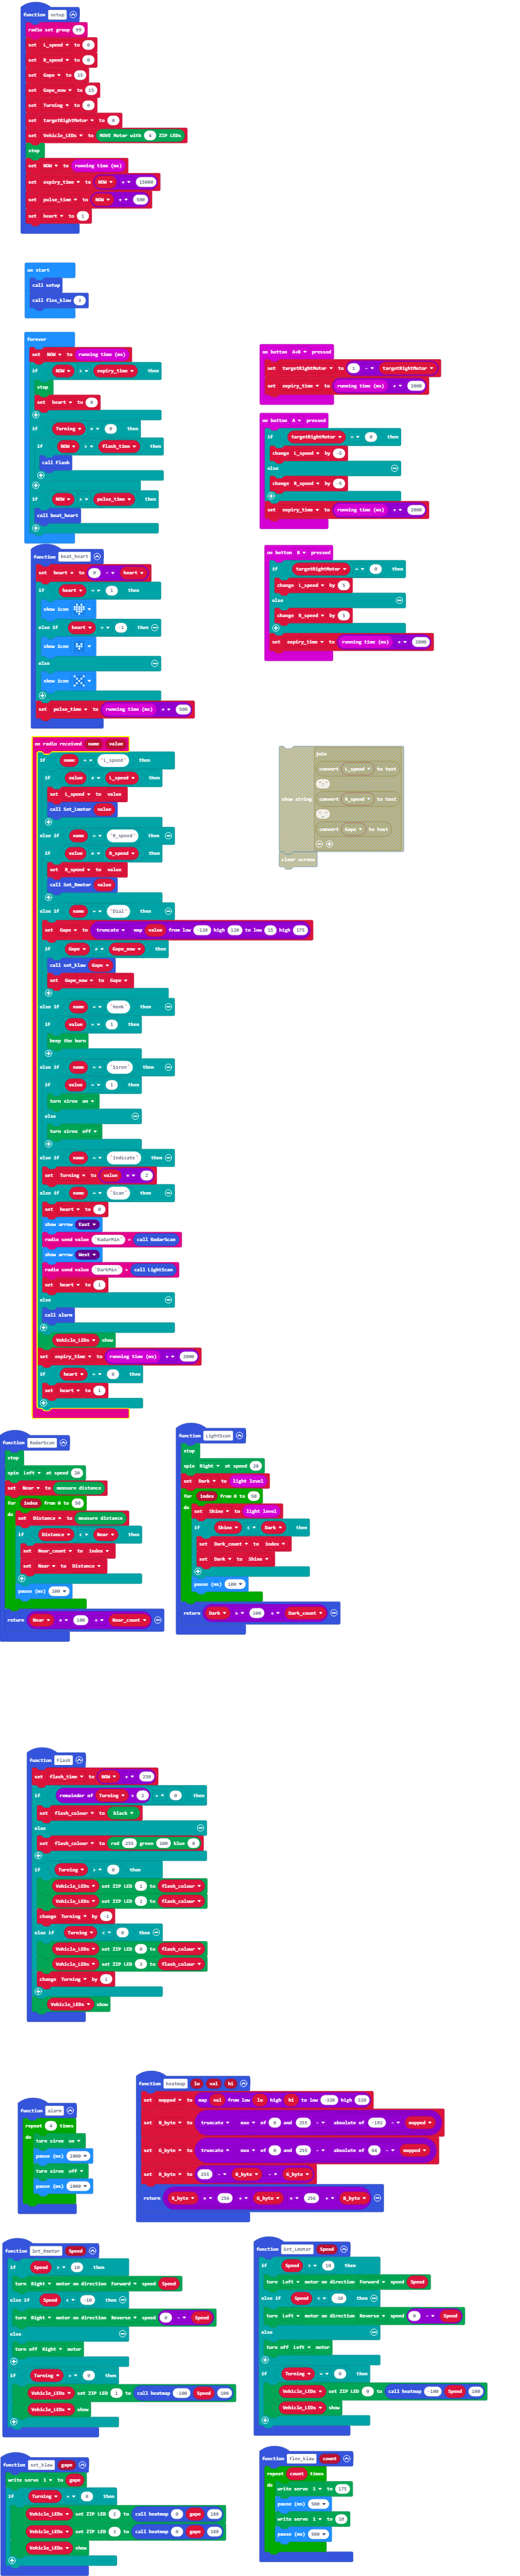 function setup
radio set group 99
set L_speed to 0
set R_speed to 0
set Gape to 15
set Gape_now to 15
set Turning to 0
set targetRightMotor to 0
set Vehicle_LEDs to MOVE Motor with 4 ZIP LEDs
stop
set NOW to running time (ms)
set expiry_time to NOW + 15000
set pulse_time to NOW + 500
set heart to 1
on start
call setup
call flex_klaw 3
forever
set NOW to running time (ms)
if NOW > expiry_time then
stop
set heart to 0
if Turning ≠ 0 then
if NOW > flash_time then
call Flash
if NOW > pulse_time then
call beat_heart
on button A+B pressed
set targetRightMotor to 1 - targetRightMotor
set expiry_time to running time (ms) + 2000
on button A pressed
if targetRightMotor = 0 then
change L_speed by -5
else
change R_speed by -5
set expiry_time to running time (ms) + 2000
on button B pressed
if targetRightMotor = 0 then
change L_speed by 5
else
change R_speed by 5
set expiry_time to running time (ms) + 2000
function beat_heart
set heart to 0 - heart
if heart = 1 then
show icon
else if heart = -1 then
show icon
else
show icon
set pulse_time to running time (ms) + 500
on radio received name value
if name = "L_speed" then
if value ≠ L_speed then
set L_speed to value
call Set_Lmotor value
else if name = "R_speed" then
if value ≠ R_speed then
set R_speed to value
call Set_Rmotor value
else if name = "Dial" then
set Gape to truncate map value from low -120 high 120 to low 15 high 175
if Gape ≠ Gape_now then
call set_klaw Gape
set Gape_now to Gape
else if name = "Honk" then
if value = 1 then
beep the horn
else if name = "Siren" then
if value = 1 then
turn siren on
else
turn siren off
else if name = "Indicate" then
set Turning to value × 2
else if name = "Scan" then
set heart to 0
show arrow East
radio send value "RadarMin" = call RadarScan
show arrow West
radio send value "DarkMin" = call LightScan
set heart to 1
else
call alarm
Vehicle_LEDs show
set expiry_time to running time (ms) + 2000
if heart = 0 then
set heart to 1
show string join
convert L_speed to text
convert R_speed to text
convert Gape to text
clear screen
function RadarScan
stop
spin Left at speed 20
set Near to measure distance
for index from 0 to 50
do set Distance to measure distance
if Distance < Near then
set Near_count to index
set Near to Distance
pause (ms) 100
return Near × 100 + Near_count
function LightScan
stop
spin Right at speed 20
set Dark to light level
for index from 0 to 50
do set Shine to light level
if Shine < Dark then
set Dark_count to index
set Dark to Shine
pause (ms) 100
return Dark × 100 + Dark_count
function Flash
set flash_time to NOW + 250
if remainder of Turning ÷ 2 = 0 then
set flash_colour to black
else
set flash_colour to red 255 green 100 blue 0
if Turning > 0 then
Vehicle_LEDs set ZIP LED 1 to flash_colour
Vehicle_LEDs set ZIP LED 2 to flash_colour
change Turning by -1
else if Turning < 0 then
Vehicle_LEDs set ZIP LED 0 to flash_colour
Vehicle_LEDs set ZIP LED 3 to flash_colour
change Turning by 1
Vehicle_LEDs show
function alarm
repeat 4 times
do turn siren on
pause (ms) 1000
turn siren off
pause (ms) 1000
function heatmap lo val hi
set mapped to map val from low lo high hi to low -320 high 320
set B_byte to truncate max of 0 and 255 - absolute of -192 - mapped
set G_byte to truncate max of 0 and 255 - absolute of 64 - mapped
set R_byte to 255 - B_byte - G_byte
return R_byte × 256 + G_byte × 256 + B_byte
function Set_Rmotor Speed
if Speed > 10 then
turn Right motor on direction Forward speed Speed
else if Speed < -10 then
turn Right motor on direction Reverse speed 0 - Speed
else
turn off Right motor
if Turning = 0 then
Vehicle_LEDs set ZIP LED 1 to call heatmap -100 Speed 100
Vehicle_LEDs show
function Set_Lmotor Speed
if Speed > 10 then
turn Left motor on direction Forward speed Speed
else if Speed < -10 then
turn Left motor on direction Reverse speed 0 - Speed
else
turn off Left motor
if Turning = 0 then
Vehicle_LEDs set ZIP LED 0 to call heatmap -100 Speed 100
Vehicle_LEDs show
function set_klaw gape
write servo 1 to gape
if Turning = 0 then
Vehicle_LEDs set ZIP LED 2 to call heatmap 0 gape 180
Vehicle_LEDs set ZIP LED 3 to call heatmap 0 gape 180
Vehicle_LEDs show
function flex_klaw count
repeat count times
do write servo 1 to 175
pause (ms) 500
write servo 1 to 10
pause (ms) 500